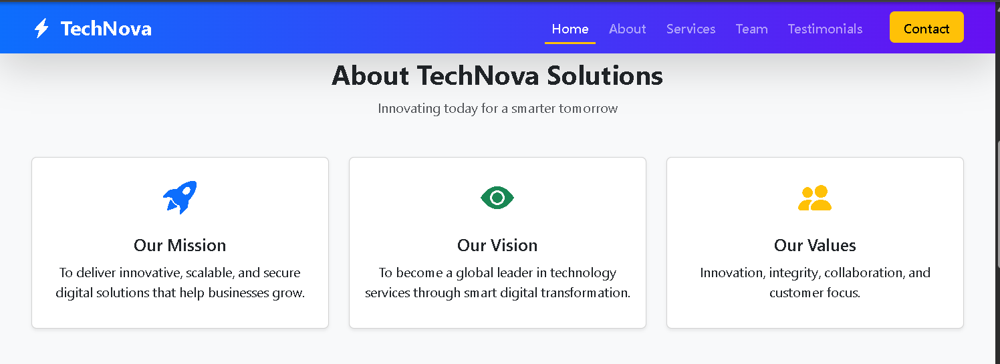 TechNova
Home About Services Team Testimonials Contact
About TechNova Solutions
Innovating today for a smarter tomorrow
Our Mission
To deliver innovative, scalable, and secure
digital solutions that help businesses grow.
Our Vision
To become a global leader in technology
services through smart digital transformation.
Our Values
Innovation, integrity, collaboration, and
customer focus.